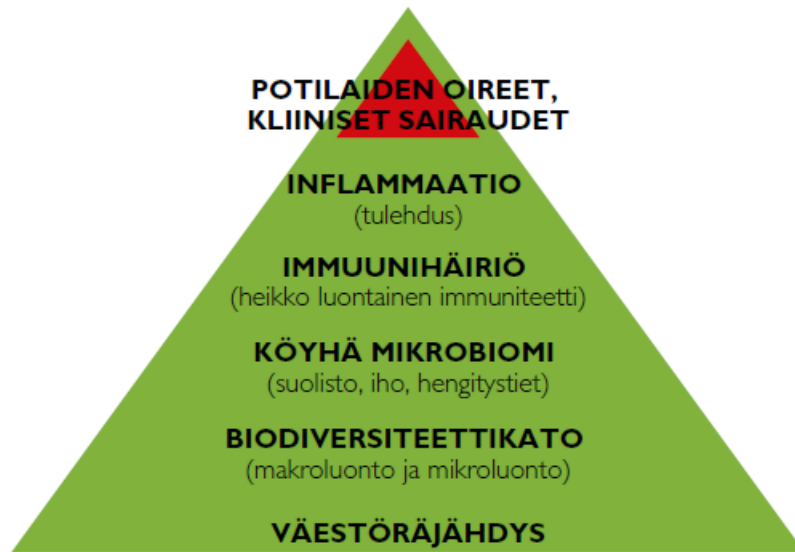 POTILAIDEN OIREET,
KLIINISET SAIRAUDET
INFLAMMAATIO
(tulehdus)
IMMUUNIHÄIRIÖ
(heikko luontainen immuniteetti)
KÖYHÄ MIKROBIOMI
(suolisto, iho, hengitystiet)
BIODIVERSITEETTIKATO
(makroluonto ja mikroluonto)
VÄESTÖRÄJÄHDYS